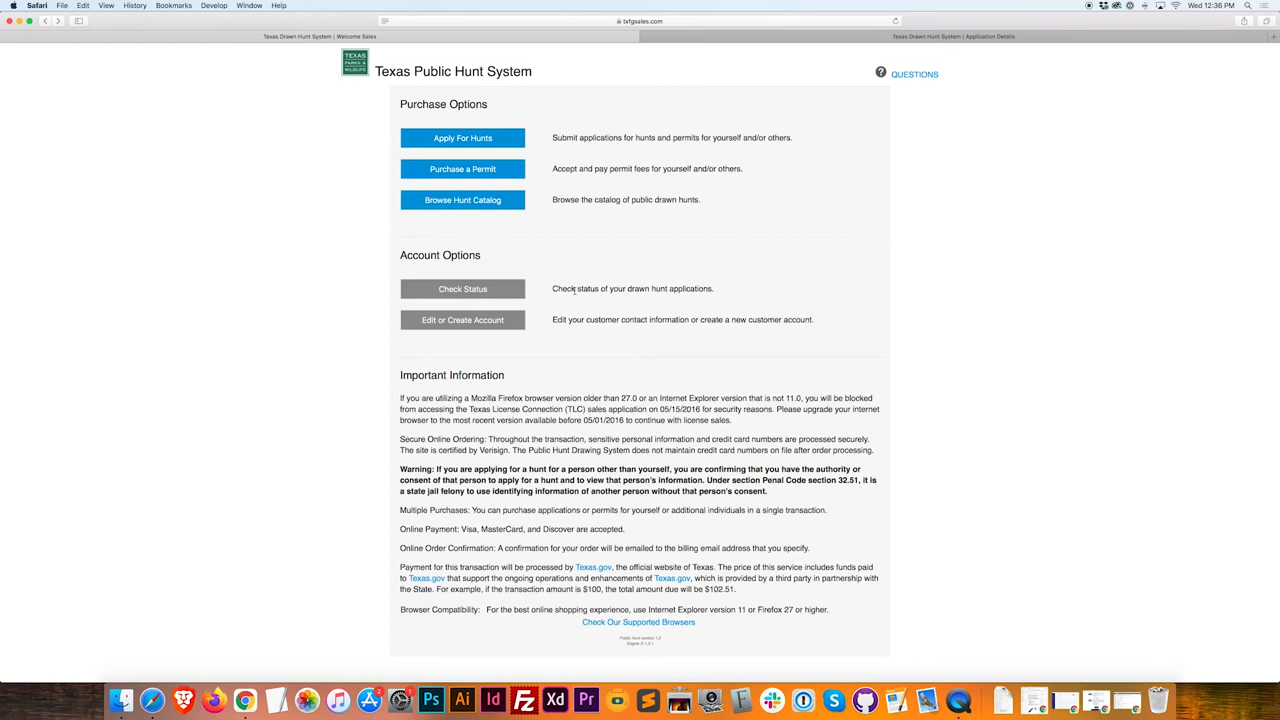 Safari File Edit View History Bookmarks Develop Window Help
Wed 12:36 PM
txfgsales.com
Texas Drawn Hunt System | Welcome Sales
Texas Drawn Hunt System | Application Details
TEXAS
PARKS &
WILDLIFE
Texas Public Hunt System
? QUESTIONS
Purchase Options
Apply For Hunts
Submit applications for hunts and permits for yourself and/or others.
Purchase a Permit
Accept and pay permit fees for yourself and/or others.
Browse Hunt Catalog
Browse the catalog of public drawn hunts.
Account Options
Check Status
Check status of your drawn hunt applications.
Edit or Create Account
Edit your customer contact information or create a new customer account.
Important Information
If you are utilizing a Mozilla Firefox browser version older than 27.0 or an Internet Explorer version that is not 11.0, you will be blocked
from accessing the Texas License Connection (TLC) sales application on 05/15/2016 for security reasons. Please upgrade your internet
browser to the most recent version available before 05/01/2016 to continue with license sales.
Secure Online Ordering: Throughout the transaction, sensitive personal information and credit card numbers are processed securely.
The site is certified by Verisign. The Public Hunt Drawing System does not maintain credit card numbers on file after order processing.
Warning: If you are applying for a hunt for a person other than yourself, you are confirming that you have the authority or
consent of that person to apply for a hunt and to view that person's information. Under section Penal Code section 32.51, it is
a state jail felony to use identifying information of another person without that person's consent.
Multiple Purchases: You can purchase applications or permits for yourself or additional individuals in a single transaction.
Online Payment: Visa, MasterCard, and Discover are accepted.
Online Order Confirmation: A confirmation for your order will be emailed to the billing email address that you specify.
Payment for this transaction will be processed by Texas.gov, the official website of Texas. The price of this service includes funds paid
to Texas.gov that support the ongoing operations and enhancements of Texas.gov, which is provided by a third party in partnership with
the State. For example, if the transaction amount is $100, the total amount due will be $102.51.
Browser Compatibility: For the best online shopping experience, use Internet Explorer version 11 or Firefox 27 or higher.
Check Our Supported Browsers
Public Hunt version 1.2
Ps Ai Id Fz Xd Pr